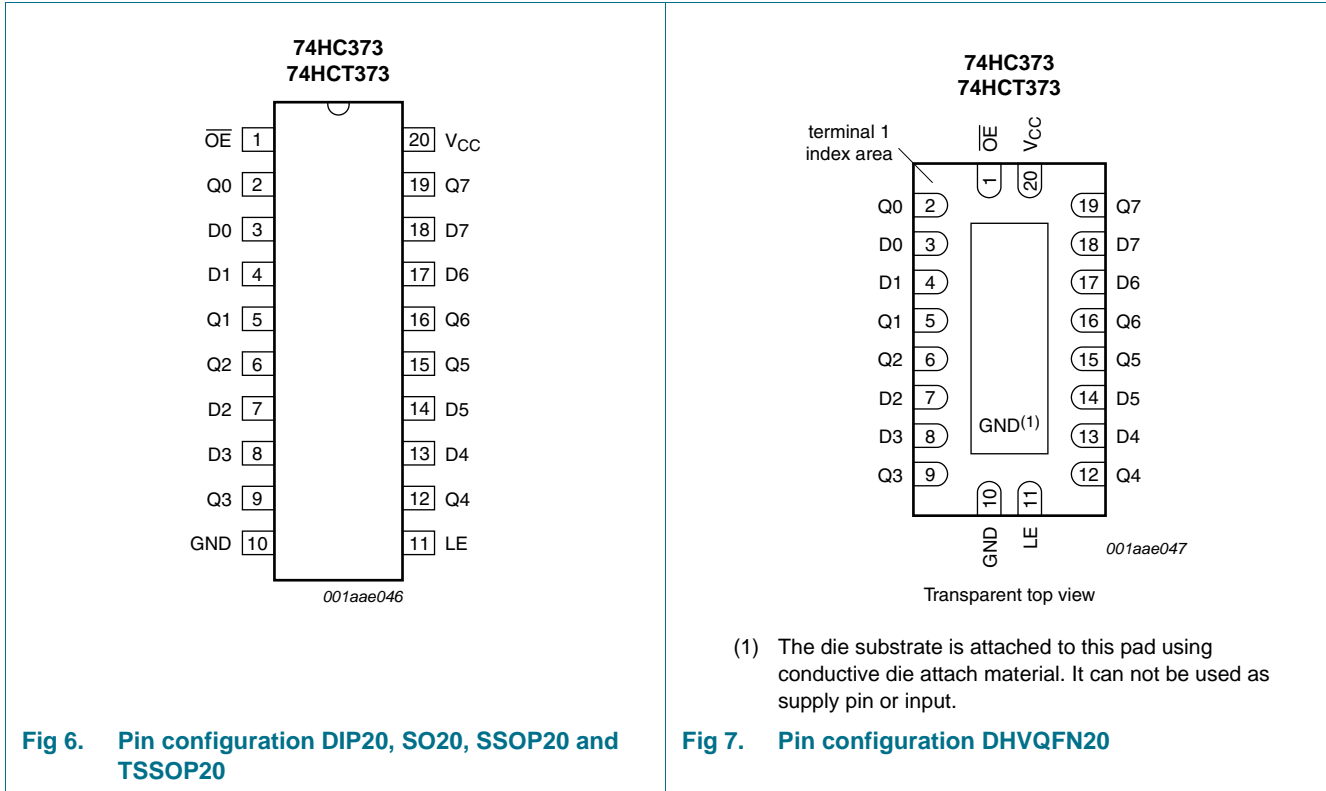 74HC373
74HCT373
OE 1
20 VCC
Q0 2
19 Q7
D0 3
18 D7
D1 4
17 D6
Q1 5
16 Q6
Q2 6
15 Q5
D2 7
14 D5
D3 8
13 D4
Q3 9
12 Q4
GND 10
11 LE
001aae046
Fig 6. Pin configuration DIP20, SO20, SSOP20 and
TSSOP20
74HC373
74HCT373
terminal 1
index area
OE
VCC
1
20
Q0 2
19 Q7
D0 3
18 D7
D1 4
17 D6
Q1 5
16 Q6
Q2 6
15 Q5
D2 7
14 D5
D3 8
GND(1)
13 D4
Q3 9
12 Q4
10
11
GND
LE
001aae047
Transparent top view
(1) The die substrate is attached to this pad using
conductive die attach material. It can not be used as
supply pin or input.
Fig 7. Pin configuration DHVQFN20